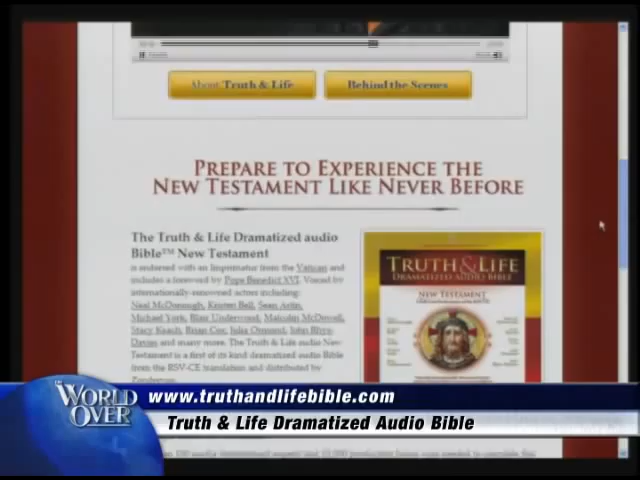 About Truth & Life
Behind the Scenes
PREPARE TO EXPERIENCE THE
NEW TESTAMENT LIKE NEVER BEFORE
The Truth & Life Dramatized audio
Bible™ New Testament
is endorsed with an Imprimatur from the Vatican and
includes a foreword by Pope Benedict XVI. Voiced by
internationally-renowned actors including:
Neal McDonough, Kristen Bell, Sean Astin,
Michael York, Blair Underwood, Malcolm McDowell,
Stacy Keach, Brian Cox, Julia Ormond, John Rhys-
Davies and many more. The Truth & Life audio New
Testament is a first of its kind dramatized audio Bible
from the RSV-CE translation and distributed by
Zondervan.
TRUTH&LIFE
DRAMATIZED AUDIO BIBLE
NEW TESTAMENT
THE WORLD OVER
www.truthandlifebible.com
Truth & Life Dramatized Audio Bible